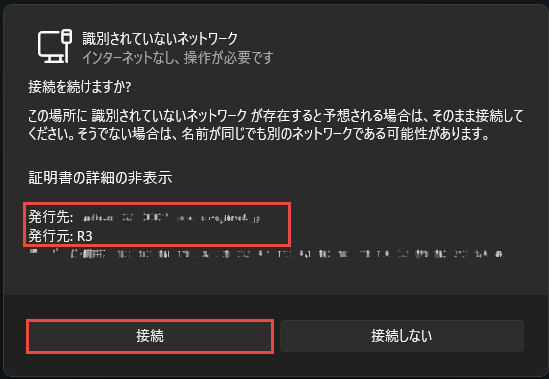 識別されていないネットワーク
インターネットなし、操作が必要です
接続を続けますか?
この場所に 識別されていないネットワーク が存在すると予想される場合は、そのまま接続して
ください。そうでない場合は、名前が同じでも別のネットワークである可能性があります。
証明書の詳細の非表示
発行先:
発行元: R3
接続
接続しない